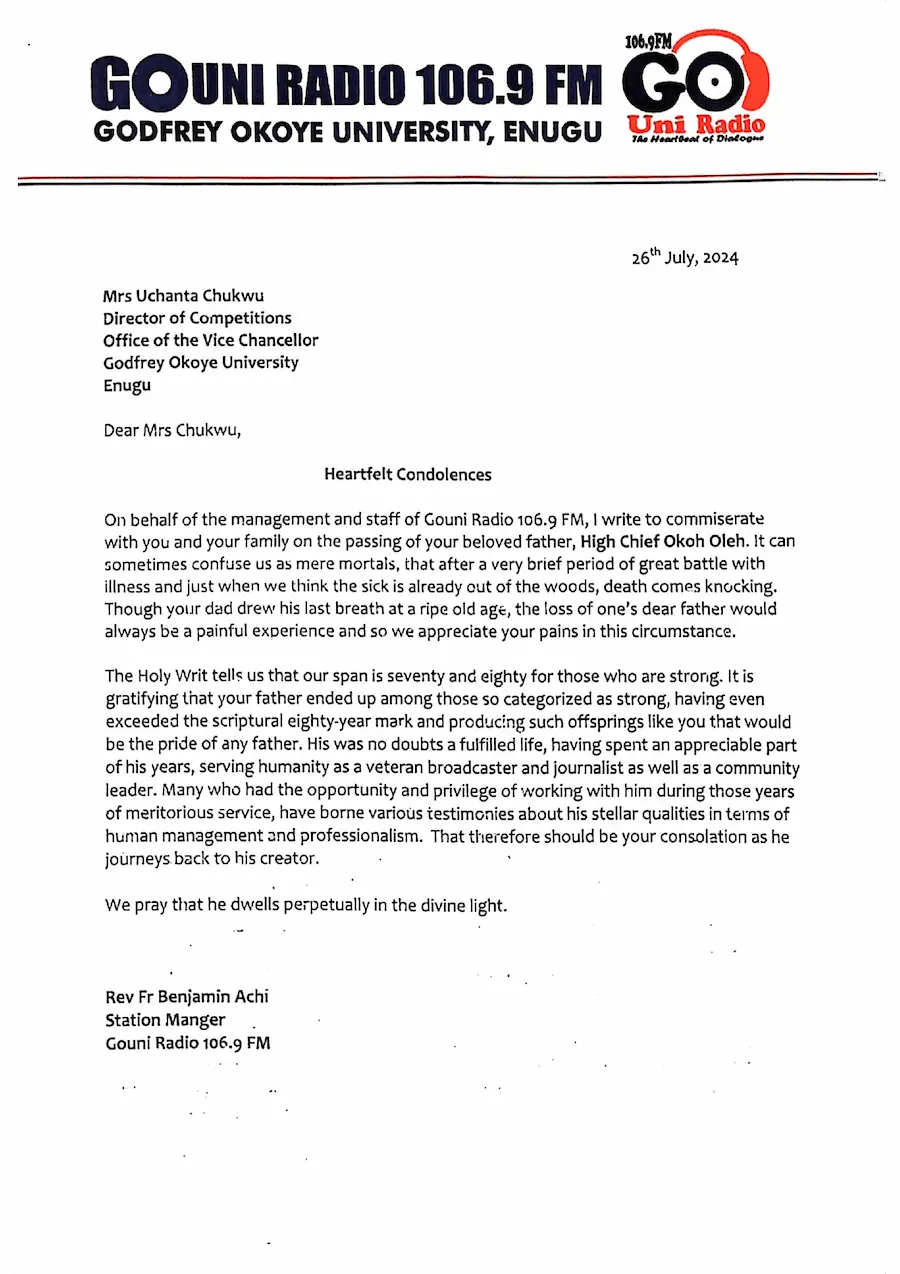 GOUNI RADIO 106.9 FM
GODFREY OKOYE UNIVERSITY, ENUGU
106.9FM
GO
Uni Radio
The HeartBeat of Dialogue
26th July, 2024
Mrs Uchanta Chukwu
Director of Competitions
Office of the Vice Chancellor
Godfrey Okoye University
Enugu
Dear Mrs Chukwu,
Heartfelt Condolences
On behalf of the management and staff of Gouni Radio 106.9 FM, I write to commiserate
with you and your family on the passing of your beloved father, High Chief Okoh Oleh. It can
sometimes confuse us as mere mortals, that after a very brief period of great battle with
illness and just when we think the sick is already out of the woods, death comes knocking.
Though your dad drew his last breath at a ripe old age, the loss of one's dear father would
always be a painful experience and so we appreciate your pains in this circumstance.
The Holy Writ tells us that our span is seventy and eighty for those who are strong. It is
gratifying that your father ended up among those so categorized as strong, having even
exceeded the scriptural eighty-year mark and producing such offsprings like you that would
be the pride of any father. His was no doubts a fulfilled life, having spent an appreciable part
of his years, serving humanity as a veteran broadcaster and journalist as well as a community
leader. Many who had the opportunity and privilege of working with him during those years
of meritorious service, have borne various testimonies about his stellar qualities in terms of
human management and professionalism. That therefore should be your consolation as he
journeys back to his creator.
We pray that he dwells perpetually in the divine light.
Rev Fr Benjamin Achi
Station Manger
Gouni Radio 106.9 FM